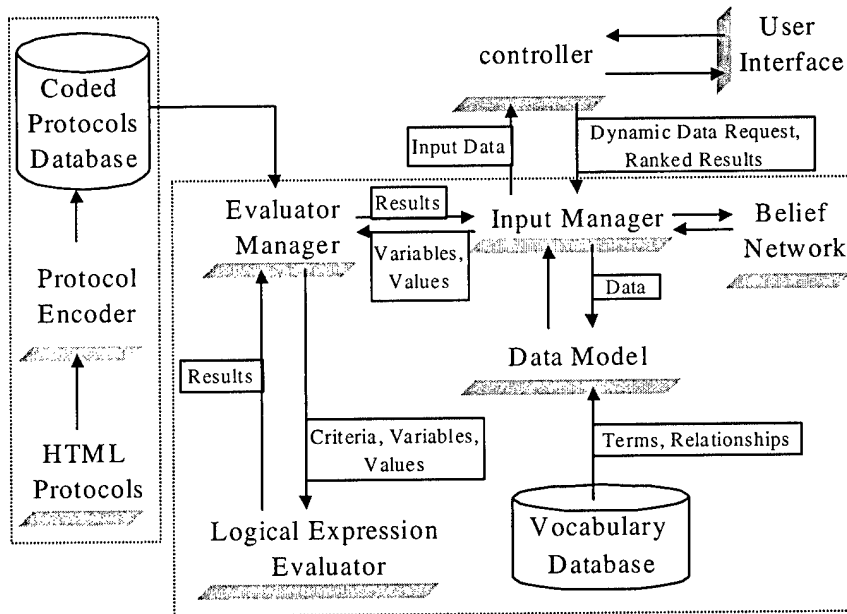 Coded
Protocols
Database
controller
User
Interface
Input Data
Dynamic Data Request,
Ranked Results
Evaluator
Manager
Results
Variables,
Values
Input Manager
Belief
Network
Protocol
Encoder
Data
Data Model
Results
HTML
Protocols
Criteria, Variables,
Values
Terms, Relationships
Logical Expression
Evaluator
Vocabulary
Database